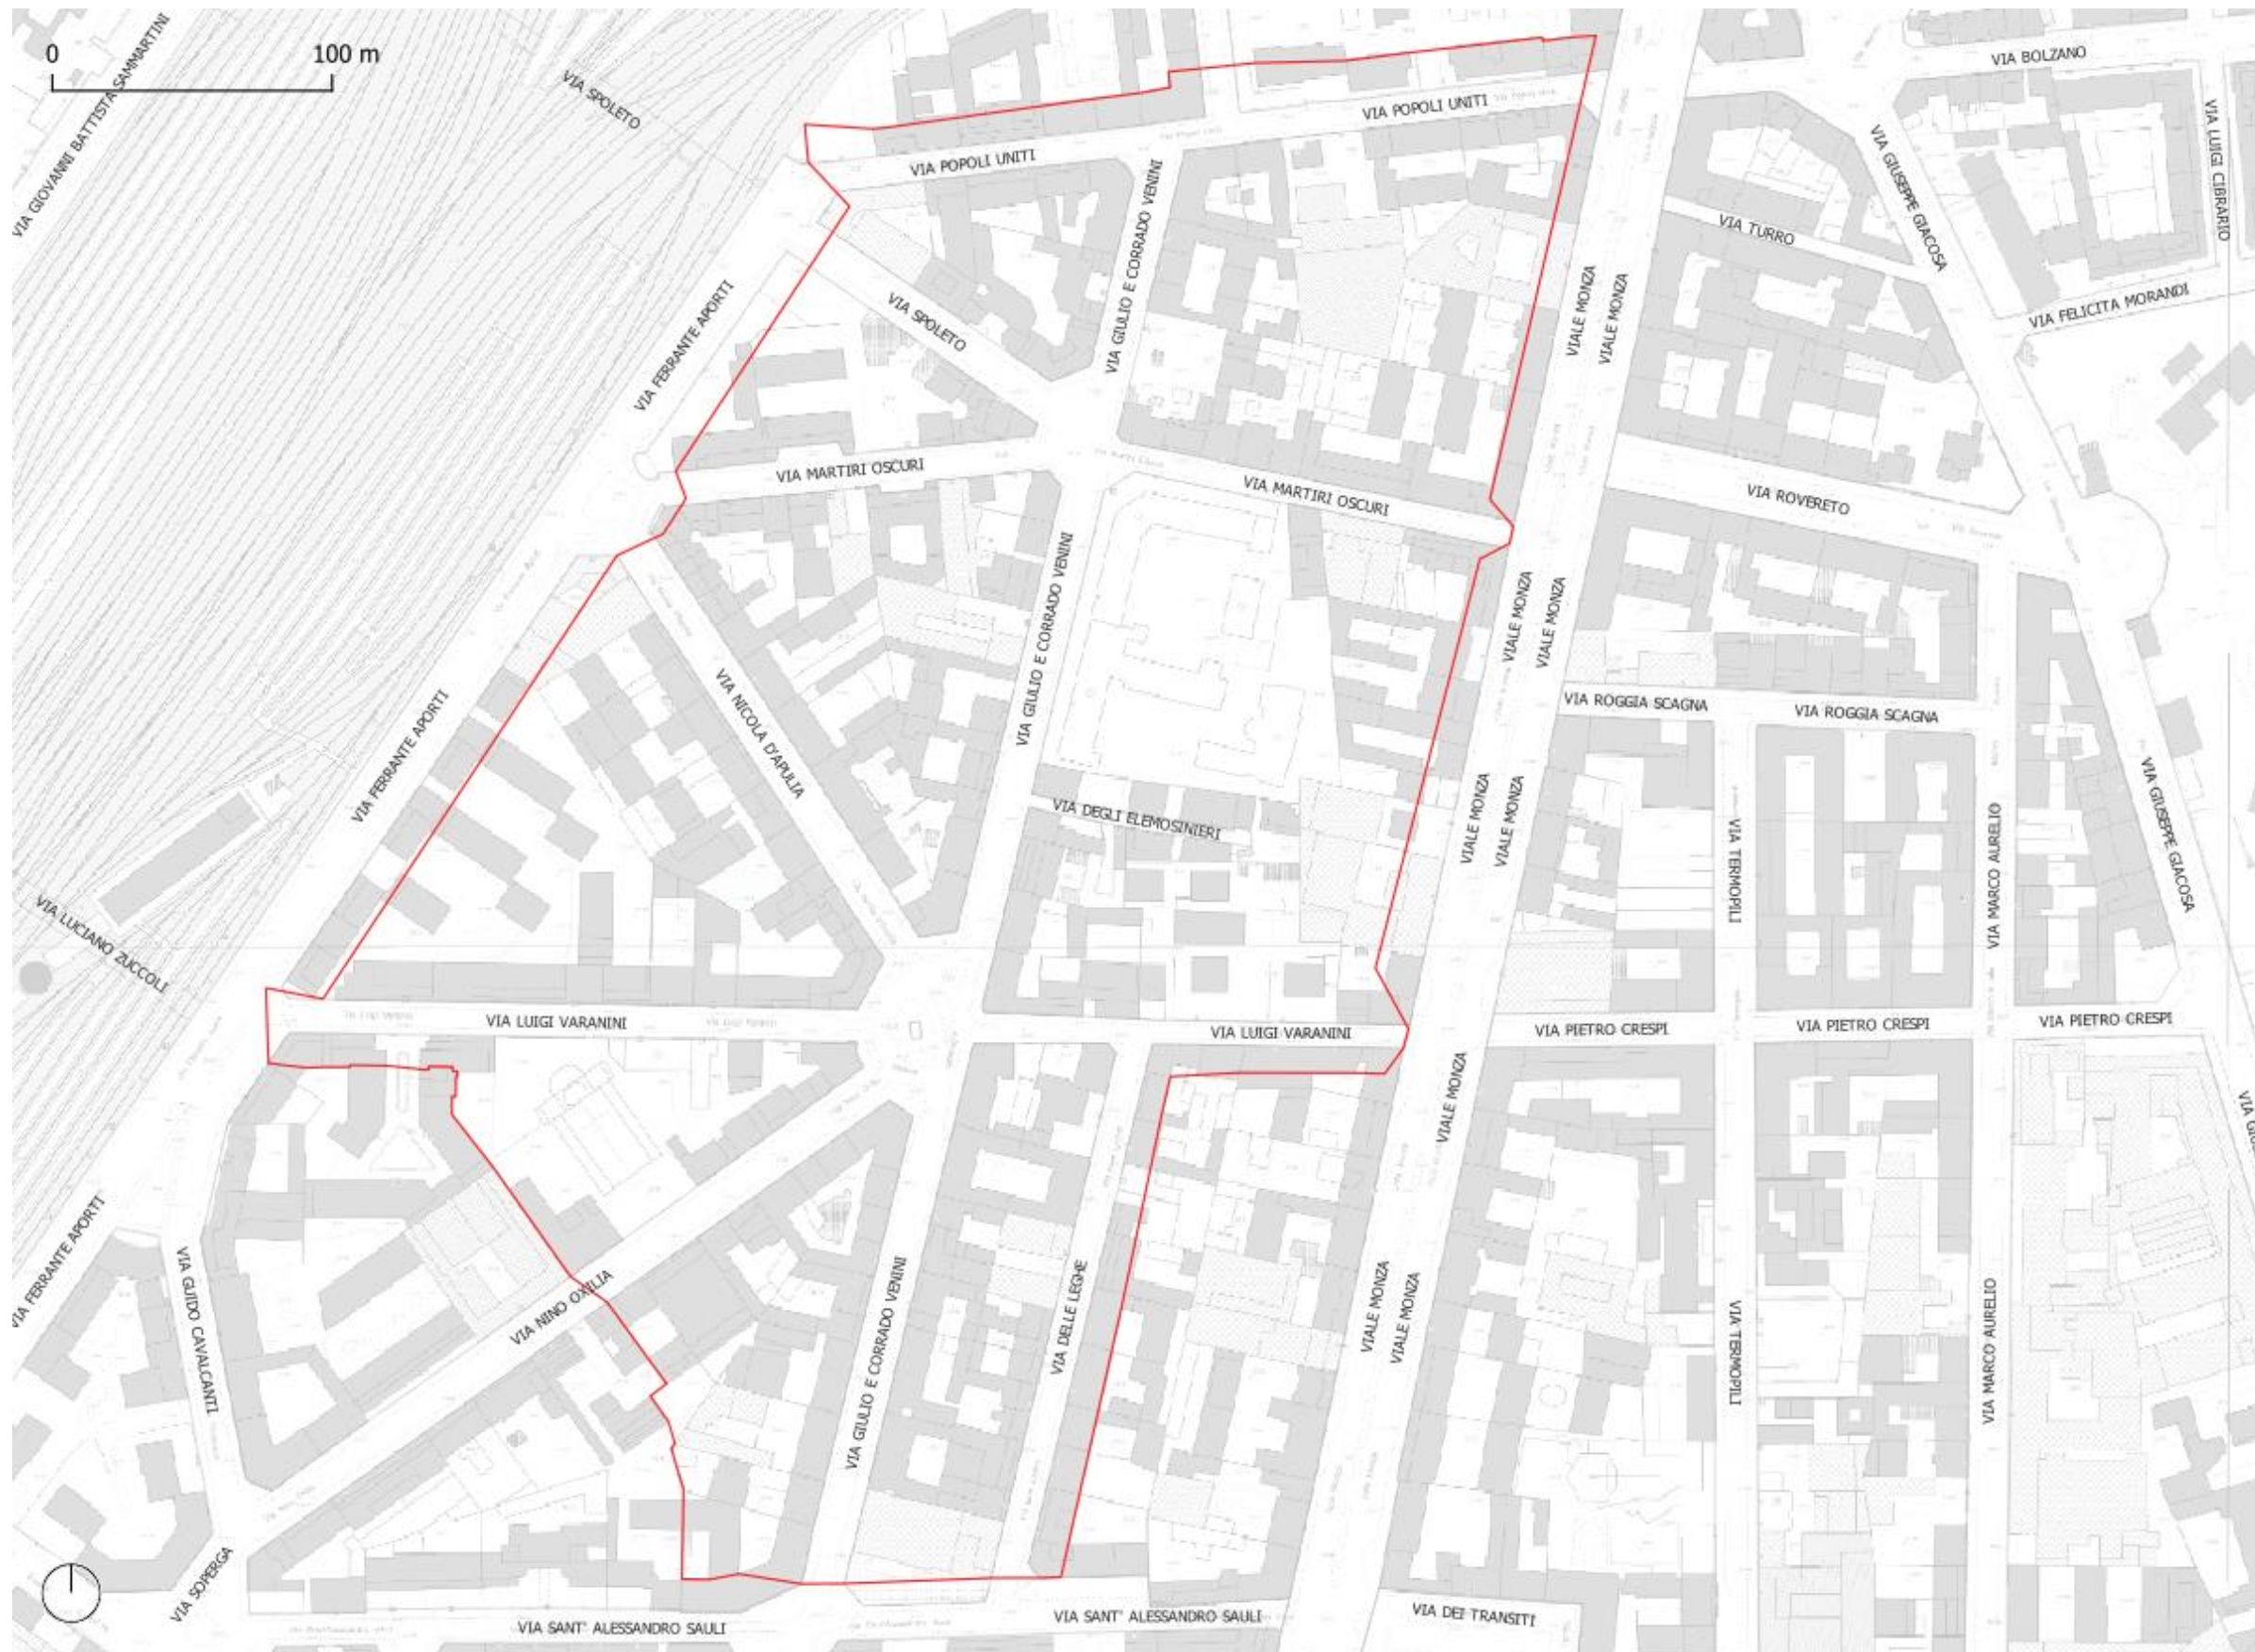 0 100 m
VIA GIOVANNI BATTISTA SAMMARTINI
VIA SPOLETO
VIA BOLZANO
VIA POPOLI UNITI
VIA POPOLI UNITI
VIA GIUSEPPE GIACOSA
VIA LUIGI CIBRARIO
VIA GIULIO E CORRADO VENINI
VIA TURRO
VIA FERRANTE APORTI
VIA SPOLETO
VIALE MONZA
VIALE MONZA
VIA FELICITA MORANDI
VIA MARTIRI OSCURI
VIA MARTIRI OSCURI
VIA ROVERETO
VIA GIULIO E CORRADO VENINI
VIALE MONZA
VIALE MONZA
VIA FERRANTE APORTI
VIA NICOLA D'APULIA
VIA ROGGIA SCAGNA
VIA ROGGIA SCAGNA
VIA DEGLI ELEMOSINIERI
VIALE MONZA
VIALE MONZA
VIA TERMOPILI
VIA MARCO AURELIO
VIA GIUSEPPE GIACOSA
VIA LUCIANO ZUCCOLI
VIA LUIGI VARANINI
VIA LUIGI VARANINI
VIA PIETRO CRESPI
VIA PIETRO CRESPI
VIA PIETRO CRESPI
VIALE MONZA
VIA FERRANTE APORTI
VIA GUIDO CAVALCANTI
VIA NINO OXILIA
VIA GIULIO E CORRADO VENINI
VIA DELLE LEGHE
VIALE MONZA
VIALE MONZA
VIA TERMOPILI
VIA MARCO AURELIO
VIA SOPERGA
VIA SANT' ALESSANDRO SAULI
VIA SANT' ALESSANDRO SAULI
VIA DEI TRANSITI